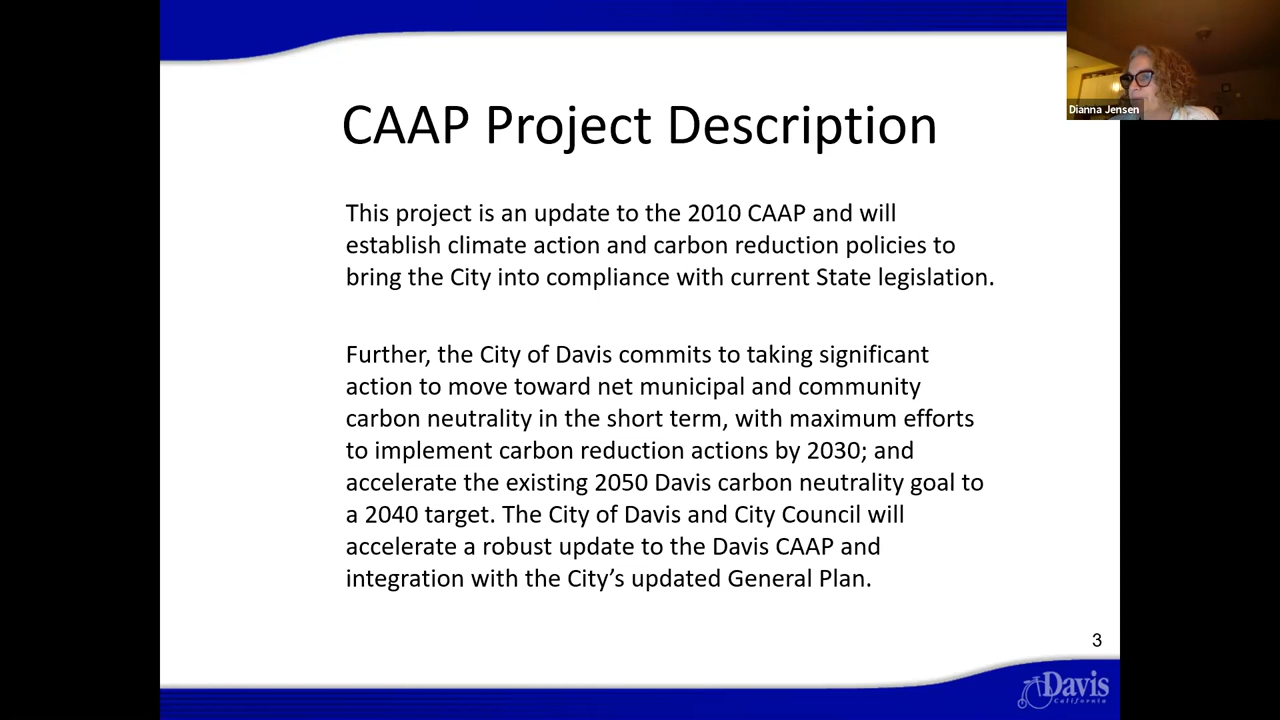 Dianna Jensen
CAAP Project Description
This project is an update to the 2010 CAAP and will
establish climate action and carbon reduction policies to
bring the City into compliance with current State legislation.
Further, the City of Davis commits to taking significant
action to move toward net municipal and community
carbon neutrality in the short term, with maximum efforts
to implement carbon reduction actions by 2030; and
accelerate the existing 2050 Davis carbon neutrality goal to
a 2040 target. The City of Davis and City Council will
accelerate a robust update to the Davis CAAP and
integration with the City’s updated General Plan.
3
Davis
California